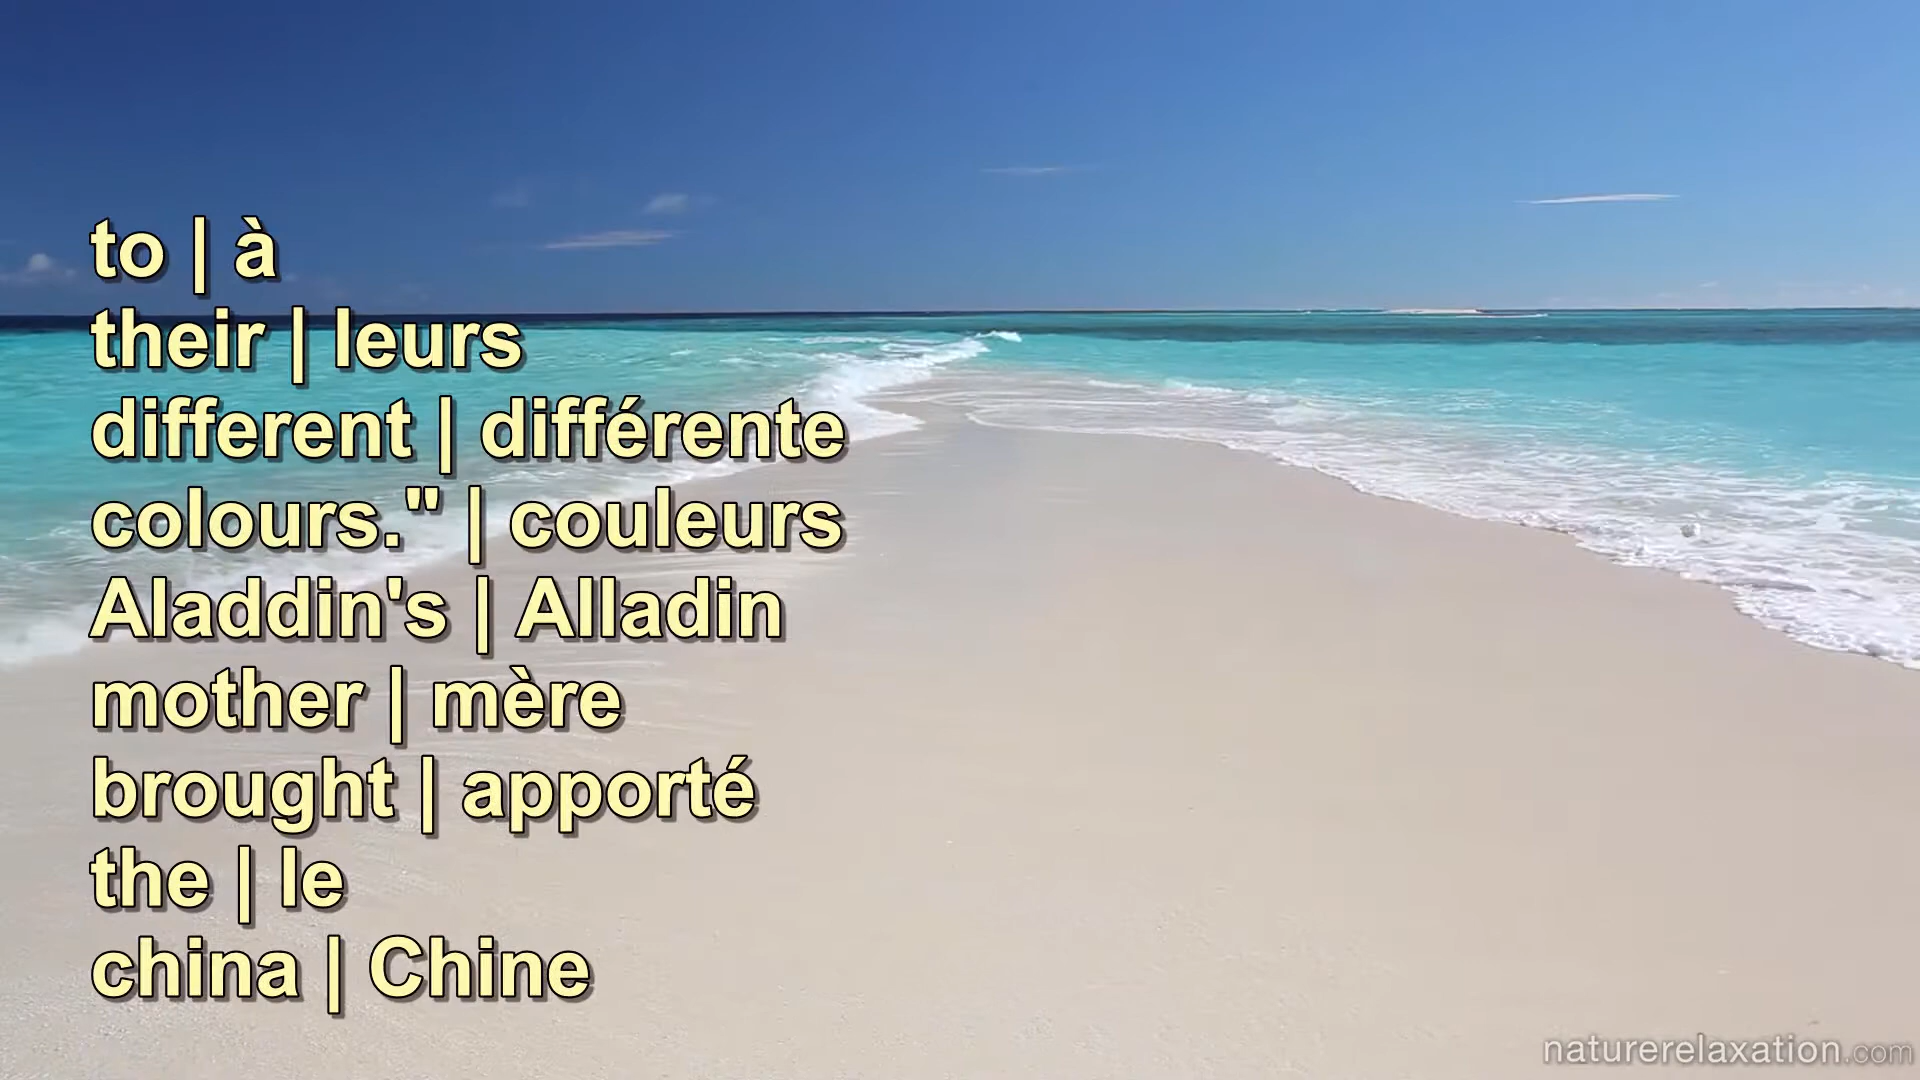 to | à
their | leurs
different | différente
colours." | couleurs
Aladdin's | Alladin
mother | mère
brought | apporté
the | le
china | Chine
naturerelaxation.com